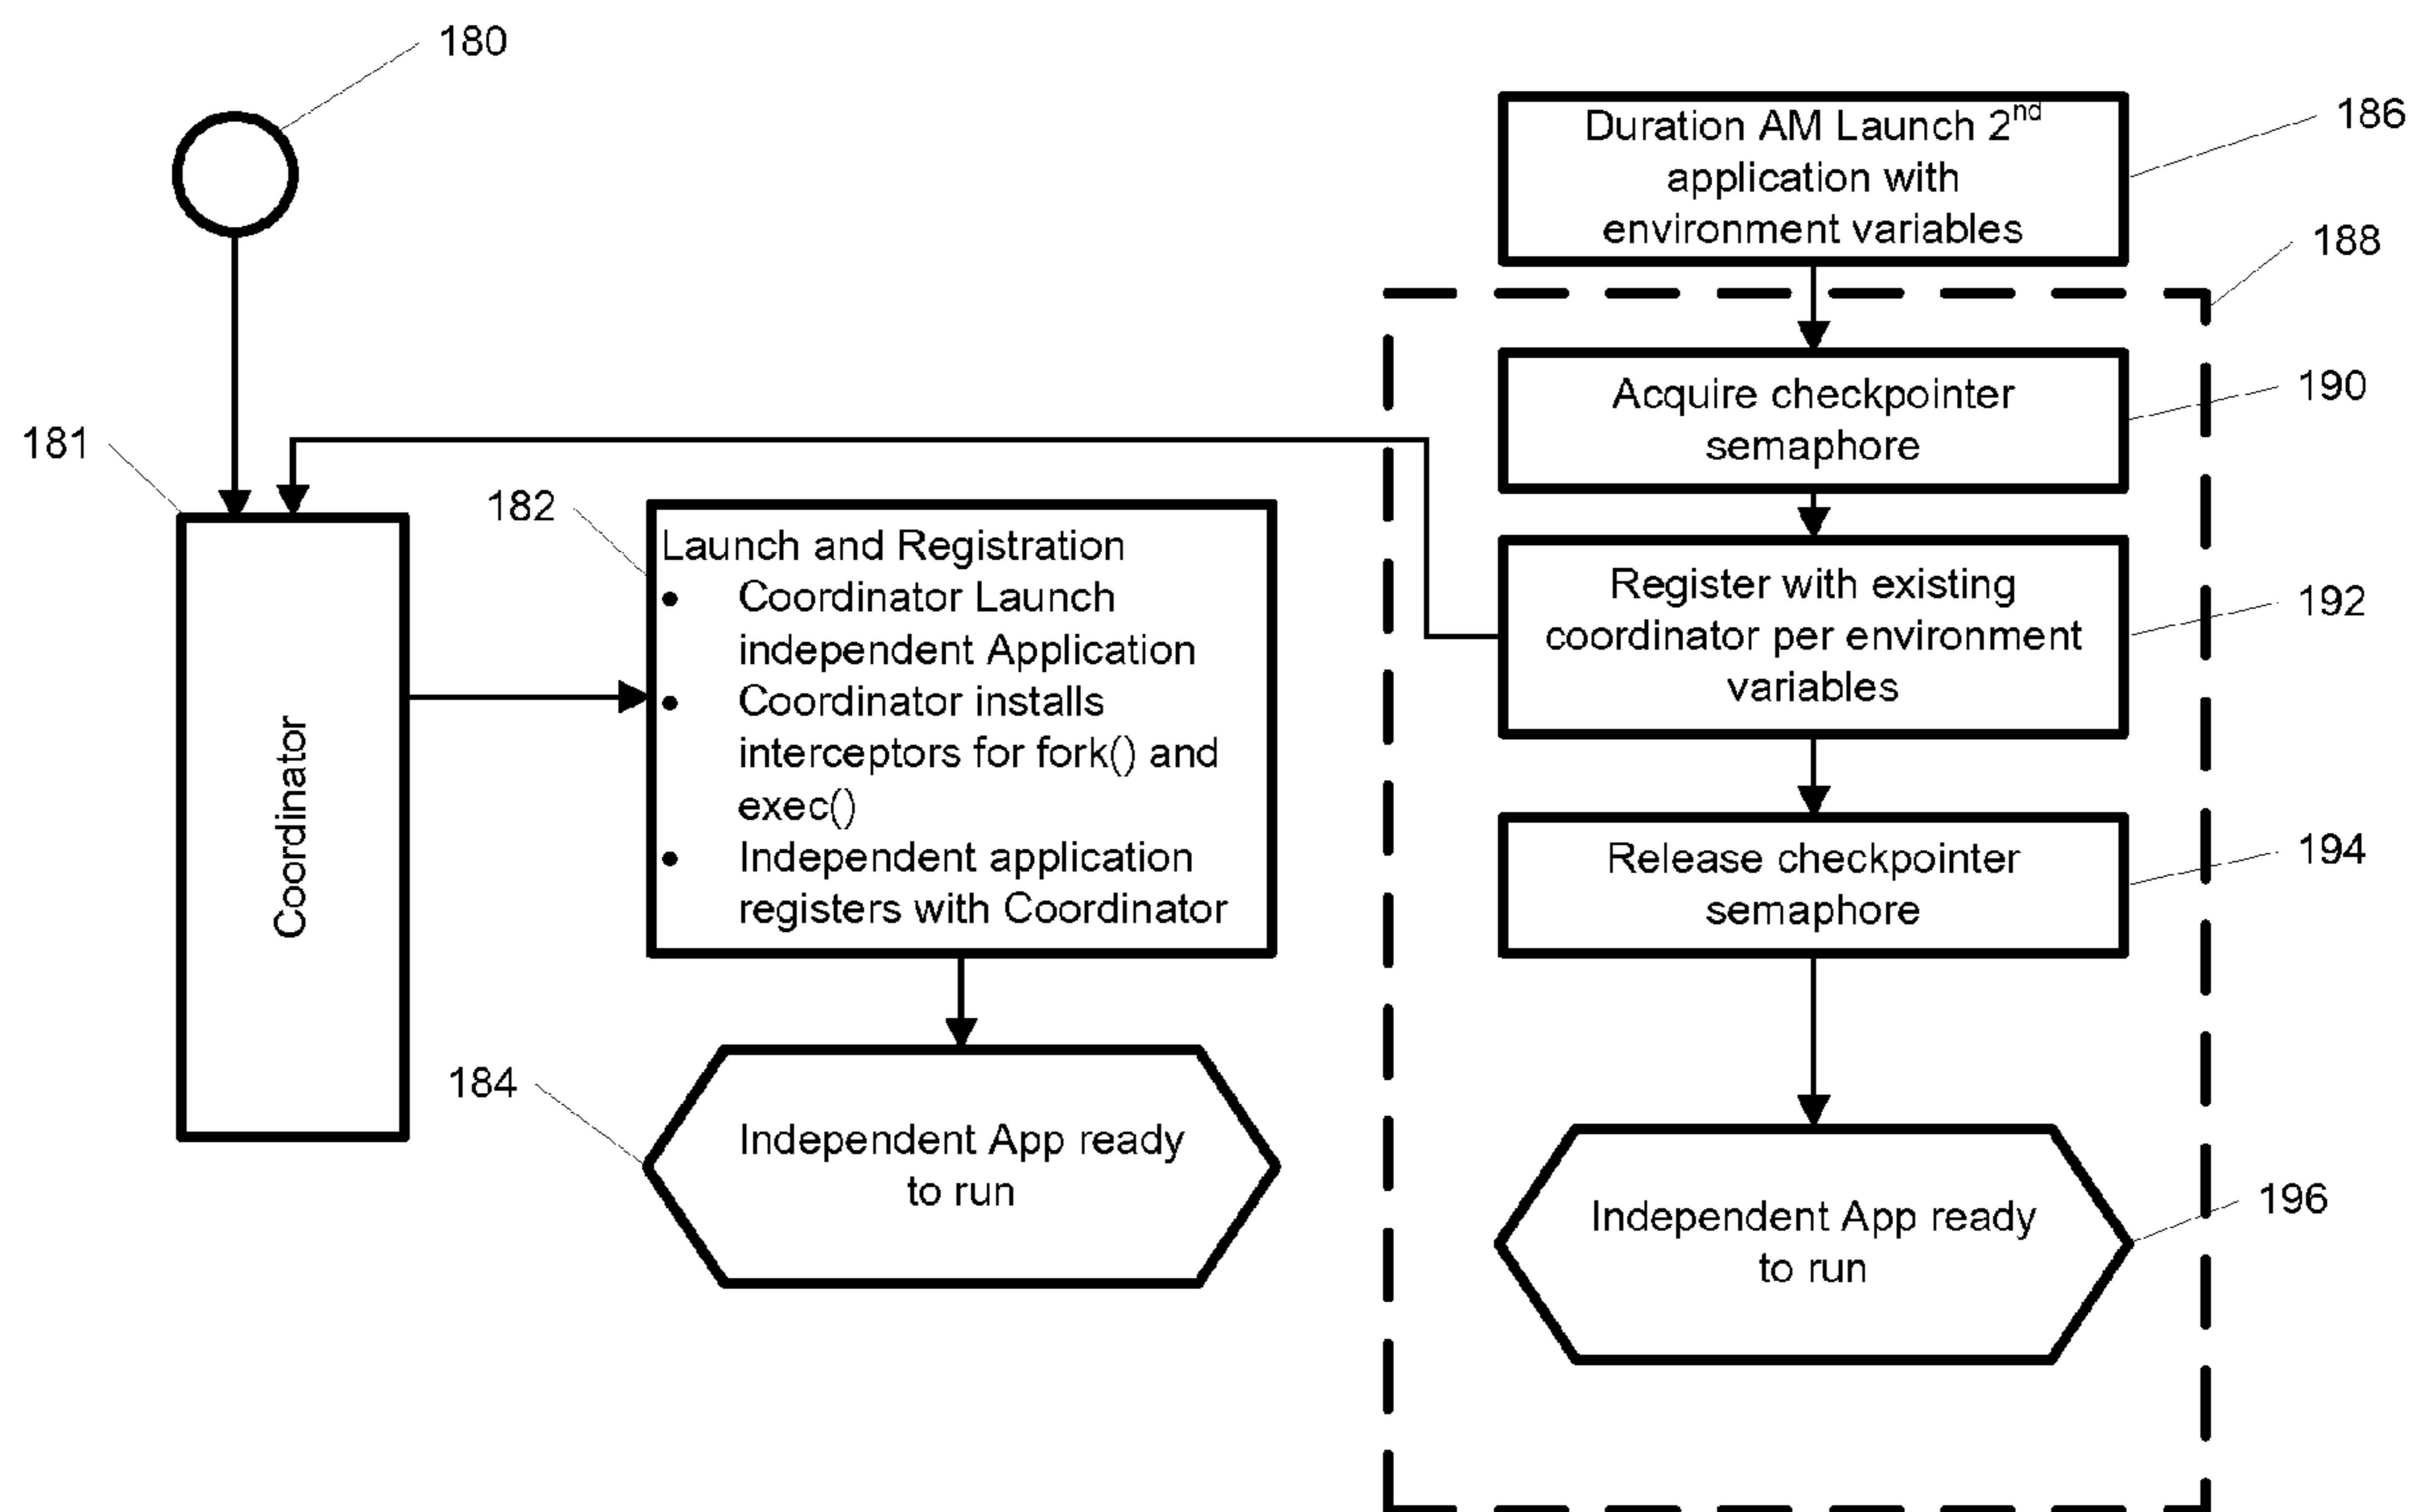 180
181
Coordinator
182
Launch and Registration
• Coordinator Launch
independent Application
• Coordinator installs
interceptors for fork() and
exec()
• Independent application
registers with Coordinator
184
Independent App ready
to run
Duration AM Launch 2nd
application with
environment variables
186
188
Acquire checkpointer
semaphore
190
Register with existing
coordinator per environment
variables
192
Release checkpointer
semaphore
194
Independent App ready
to run
196